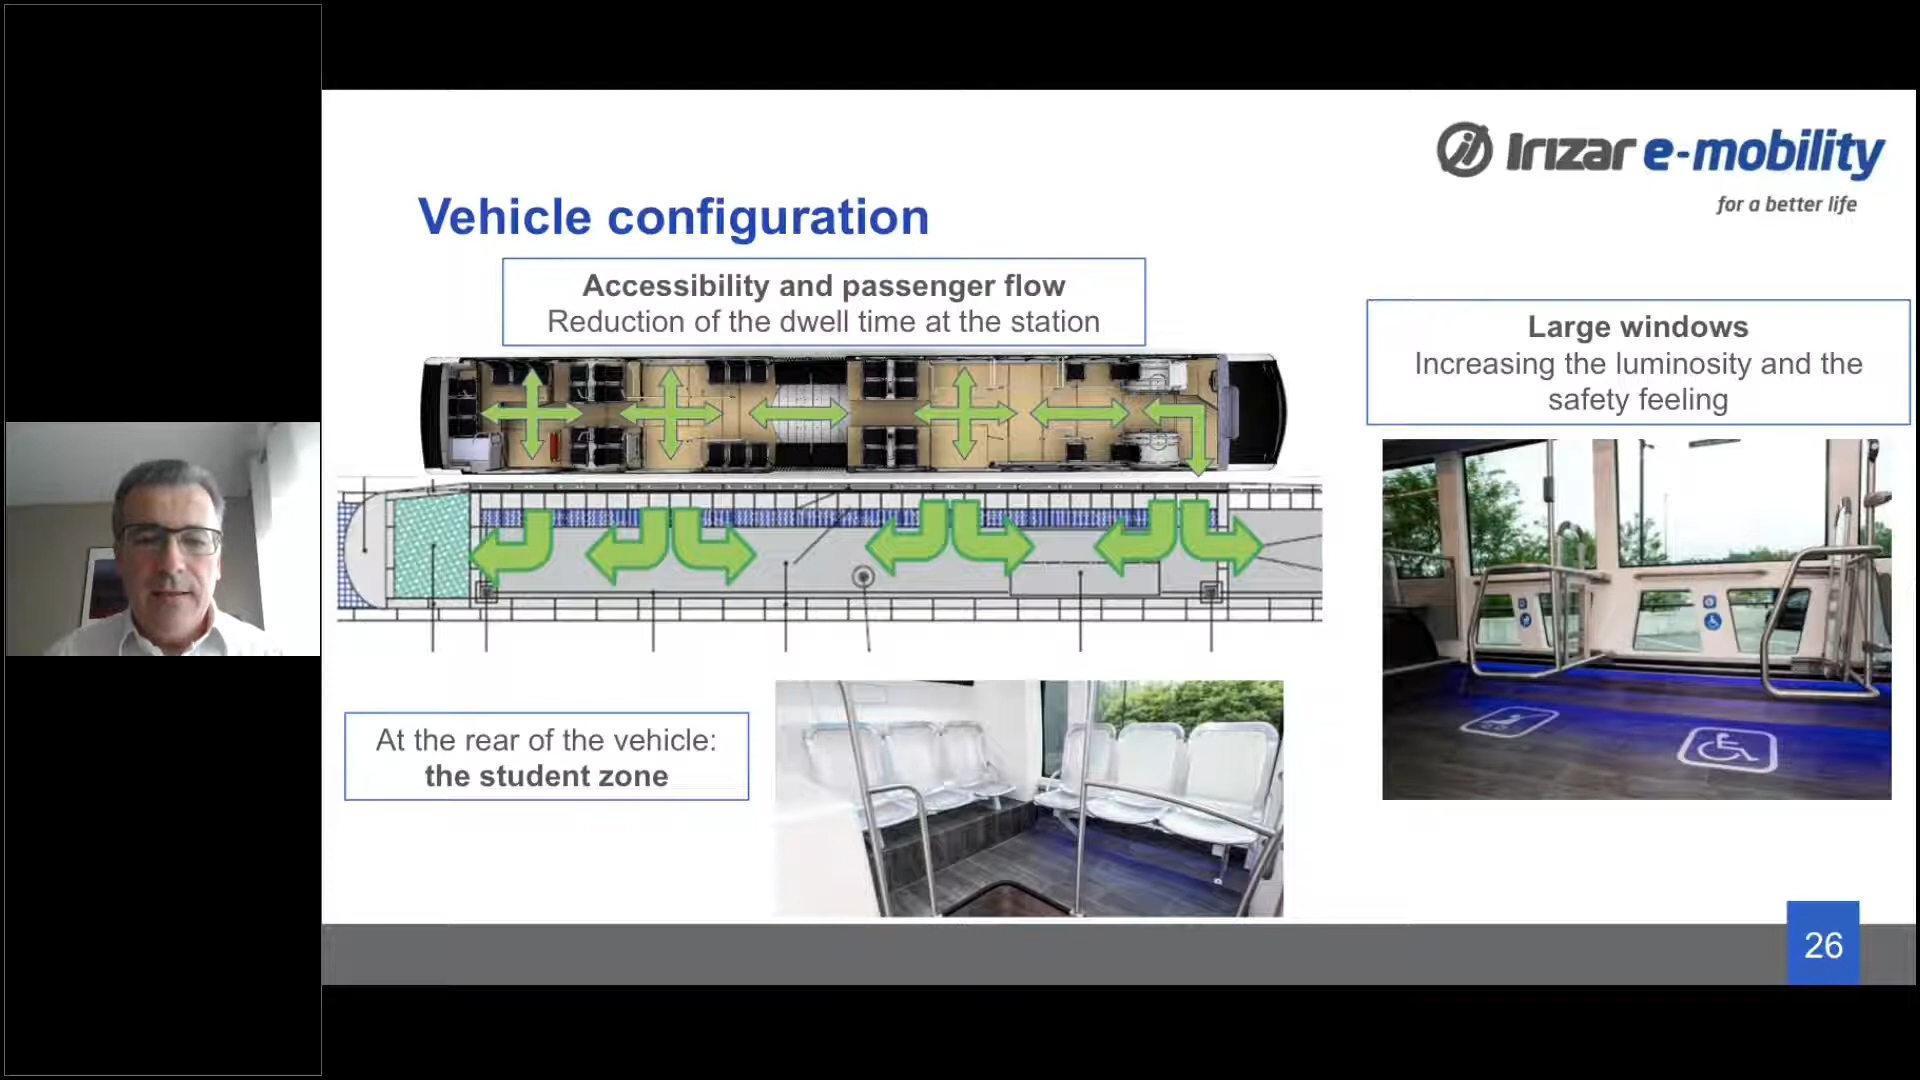 Irizar e-mobility
for a better life
Vehicle configuration
Accessibility and passenger flow
Reduction of the dwell time at the station
Large windows
Increasing the luminosity and the
safety feeling
At the rear of the vehicle:
the student zone
26